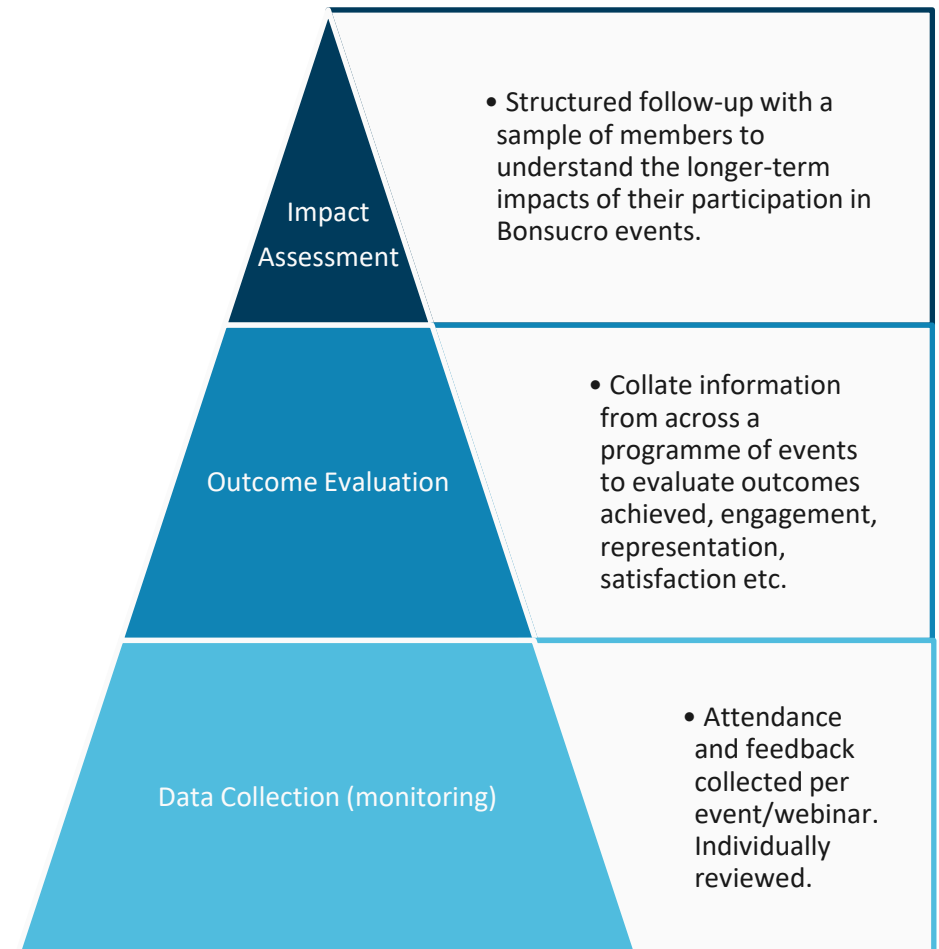 Impact
Assessment
• Structured follow-up with a
sample of members to
understand the longer-term
impacts of their participation in
Bonsucro events.
Outcome Evaluation
• Collate information
from across a
programme of events
to evaluate outcomes
achieved, engagement,
representation,
satisfaction etc.
Data Collection (monitoring)
• Attendance
and feedback
collected per
event/webinar.
Individually
reviewed.